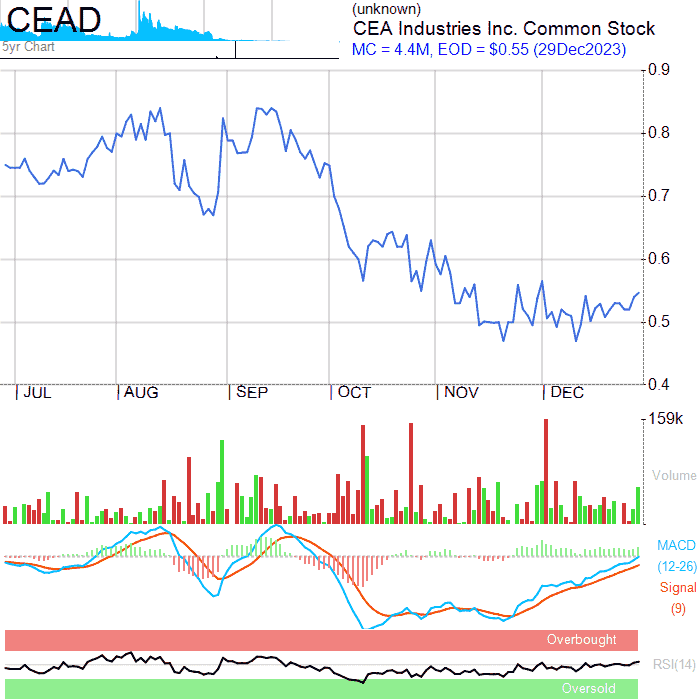 CEAD
5yr Chart
(unknown)
CEA Industries Inc. Common Stock
MC = 4.4M, EOD = $0.55 (29Dec2023)
0.9
0.8
0.7
0.6
0.5
0.4
JUL AUG SEP OCT NOV DEC
159k
Volume
MACD
(12-26)
Signal
(9)
Overbought
RSI(14)
Oversold